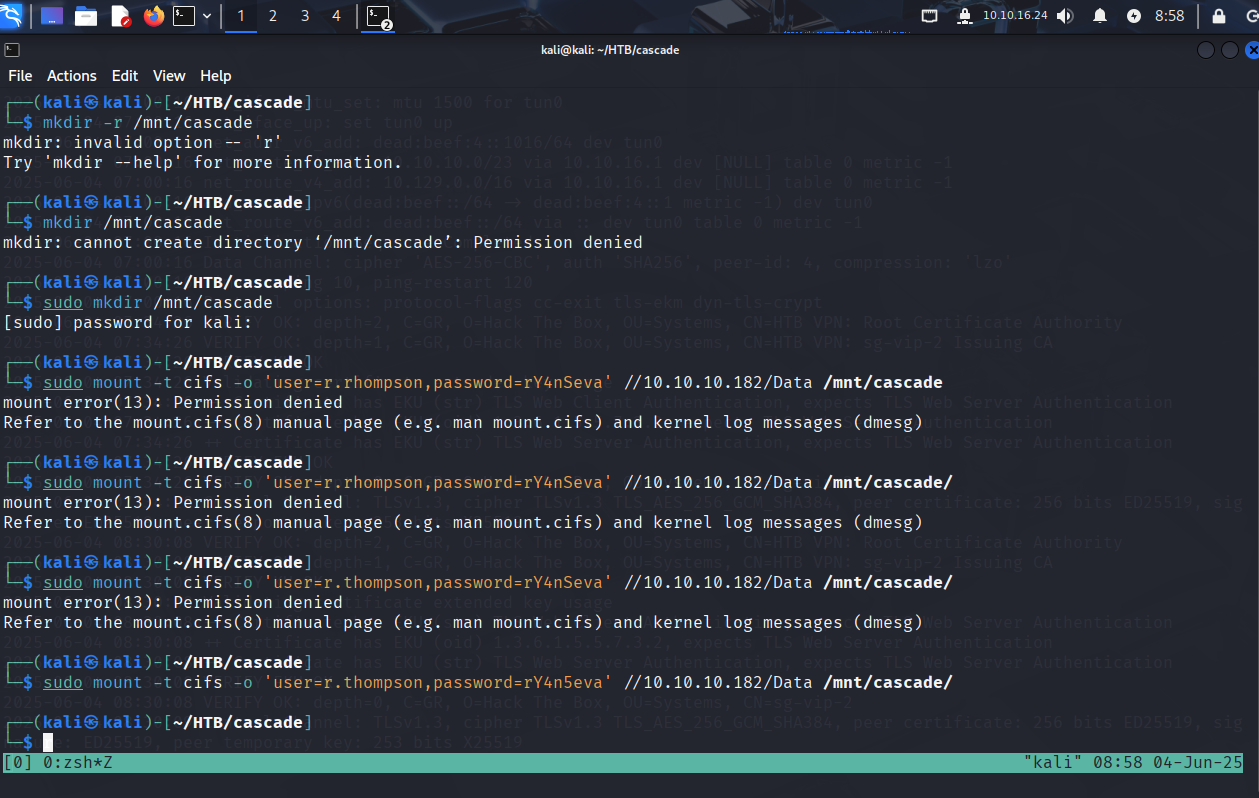 1 2 3 4 2 10.10.16.24 8:58
kali@kali: ~/HTB/cascade
File Actions Edit View Help
┌──(kali㉿kali)-[~/HTB/cascade]
└─$ mkdir -r /mnt/cascade
mkdir: invalid option -- 'r'
Try 'mkdir --help' for more information.
┌──(kali㉿kali)-[~/HTB/cascade]
└─$ mkdir /mnt/cascade
mkdir: cannot create directory ‘/mnt/cascade’: Permission denied
┌──(kali㉿kali)-[~/HTB/cascade]
└─$ sudo mkdir /mnt/cascade
[sudo] password for kali:
┌──(kali㉿kali)-[~/HTB/cascade]
└─$ sudo mount -t cifs -o 'user=r.rhompson,password=rY4nSeva' //10.10.10.182/Data /mnt/cascade
mount error(13): Permission denied
Refer to the mount.cifs(8) manual page (e.g. man mount.cifs) and kernel log messages (dmesg)
┌──(kali㉿kali)-[~/HTB/cascade]
└─$ sudo mount -t cifs -o 'user=r.rhompson,password=rY4nSeva' //10.10.10.182/Data /mnt/cascade/
mount error(13): Permission denied
Refer to the mount.cifs(8) manual page (e.g. man mount.cifs) and kernel log messages (dmesg)
┌──(kali㉿kali)-[~/HTB/cascade]
└─$ sudo mount -t cifs -o 'user=r.thompson,password=rY4nSeva' //10.10.10.182/Data /mnt/cascade/
mount error(13): Permission denied
Refer to the mount.cifs(8) manual page (e.g. man mount.cifs) and kernel log messages (dmesg)
┌──(kali㉿kali)-[~/HTB/cascade]
└─$ sudo mount -t cifs -o 'user=r.thompson,password=rY4n5eva' //10.10.10.182/Data /mnt/cascade/
┌──(kali㉿kali)-[~/HTB/cascade]
└─$
[0] 0:zsh*Z "kali" 08:58 04-Jun-25